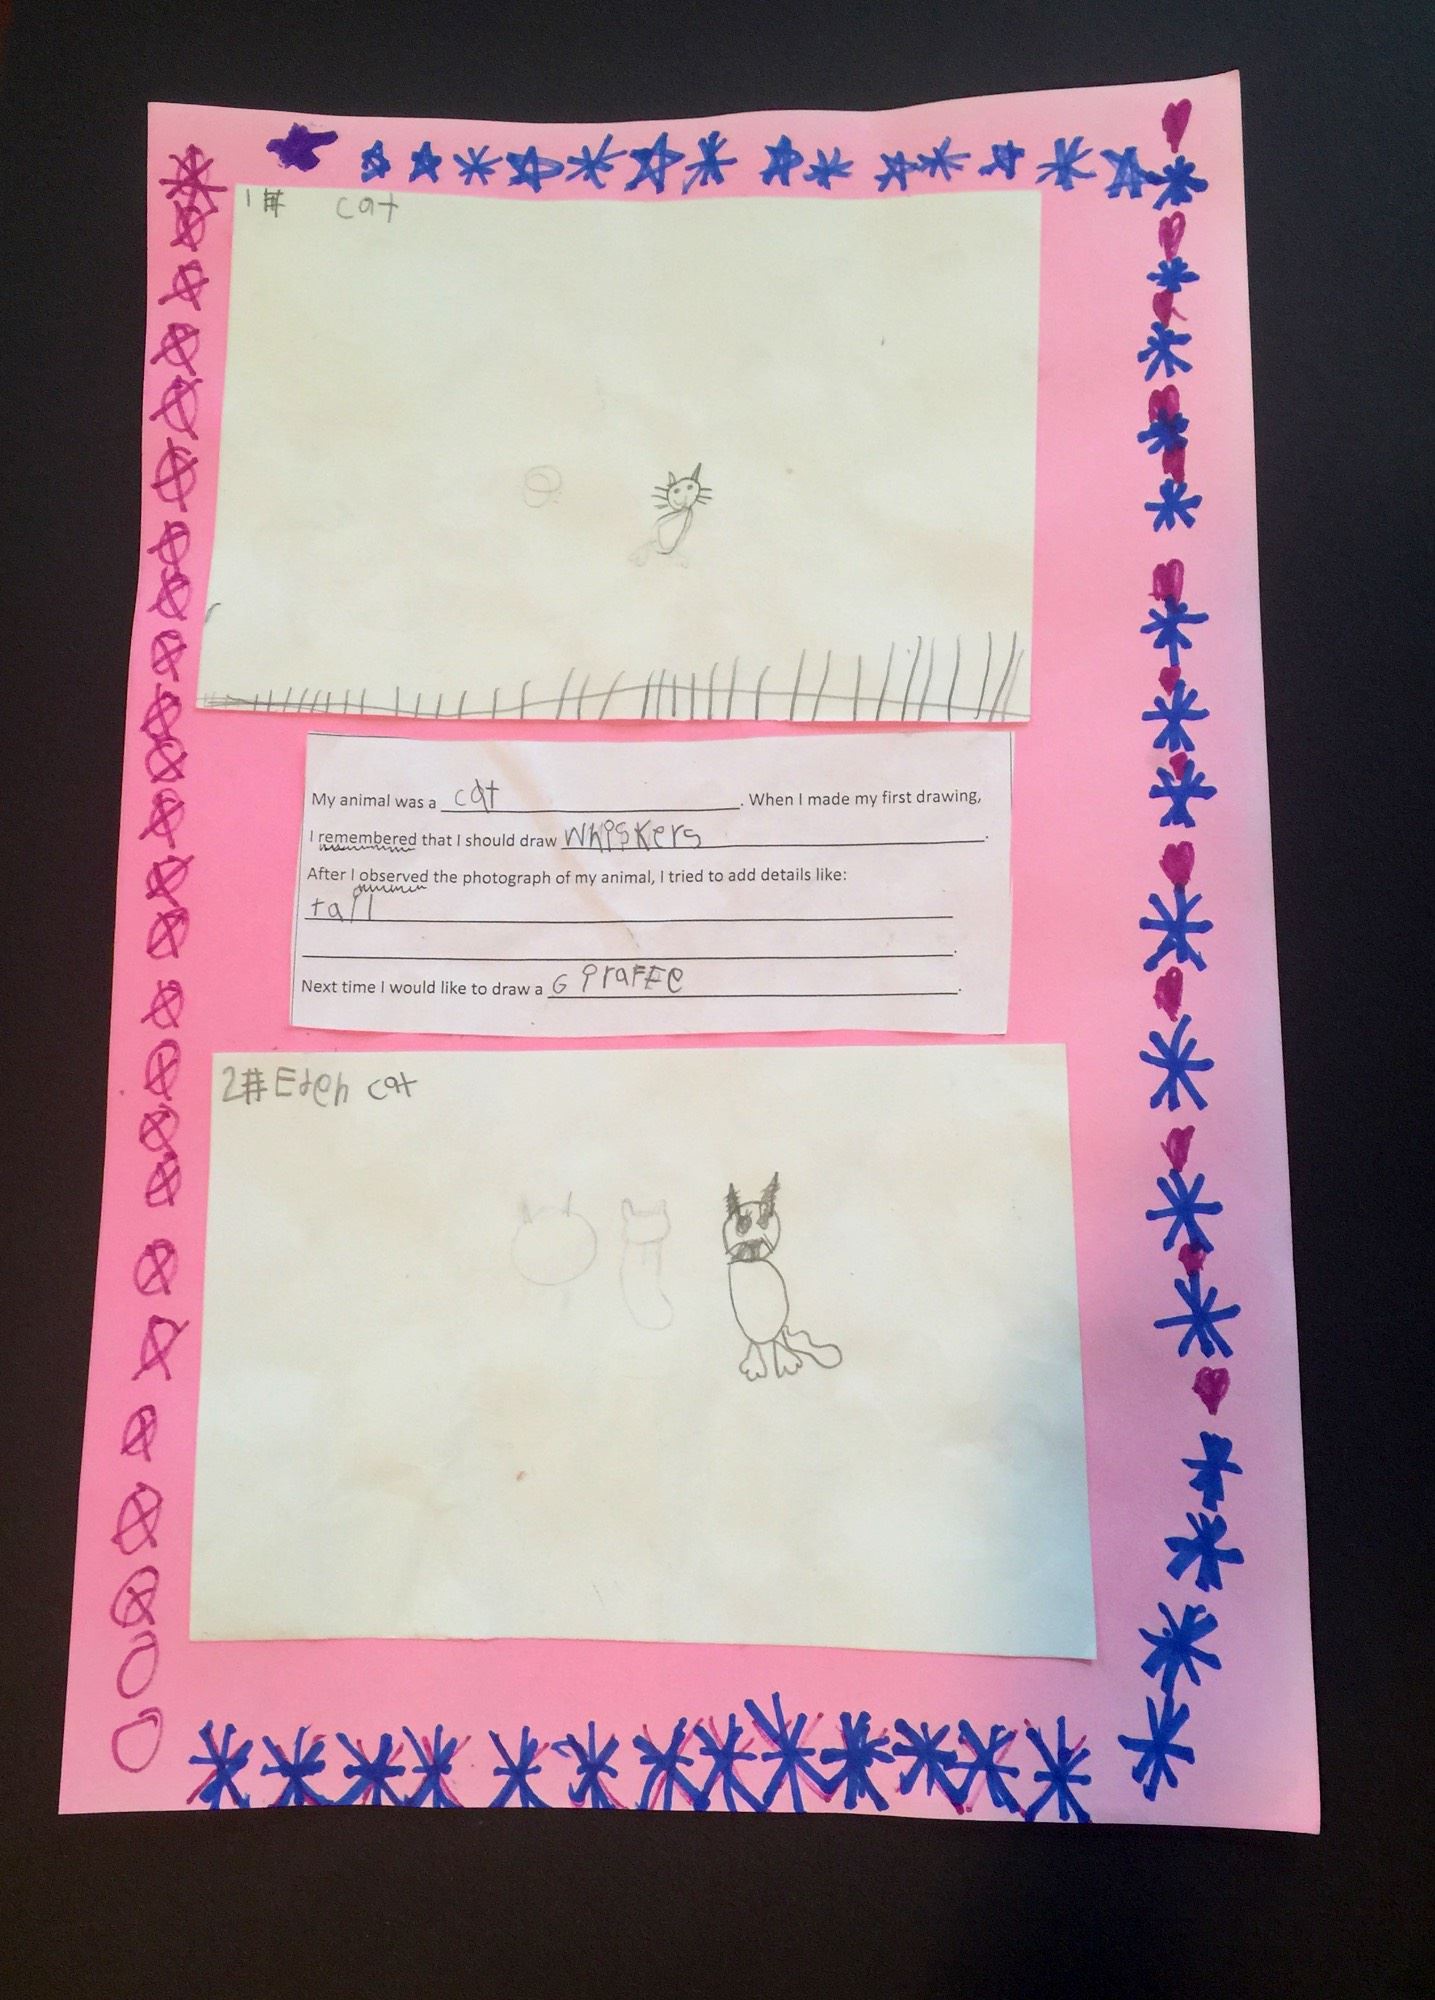 1# cat
My animal was a cat. When I made my first drawing,
I remembered that I should draw whiskers.
After I observed the photograph of my animal, I tried to add details like:
tail
.
Next time I would like to draw a GiraFFe.
2# Eden cat